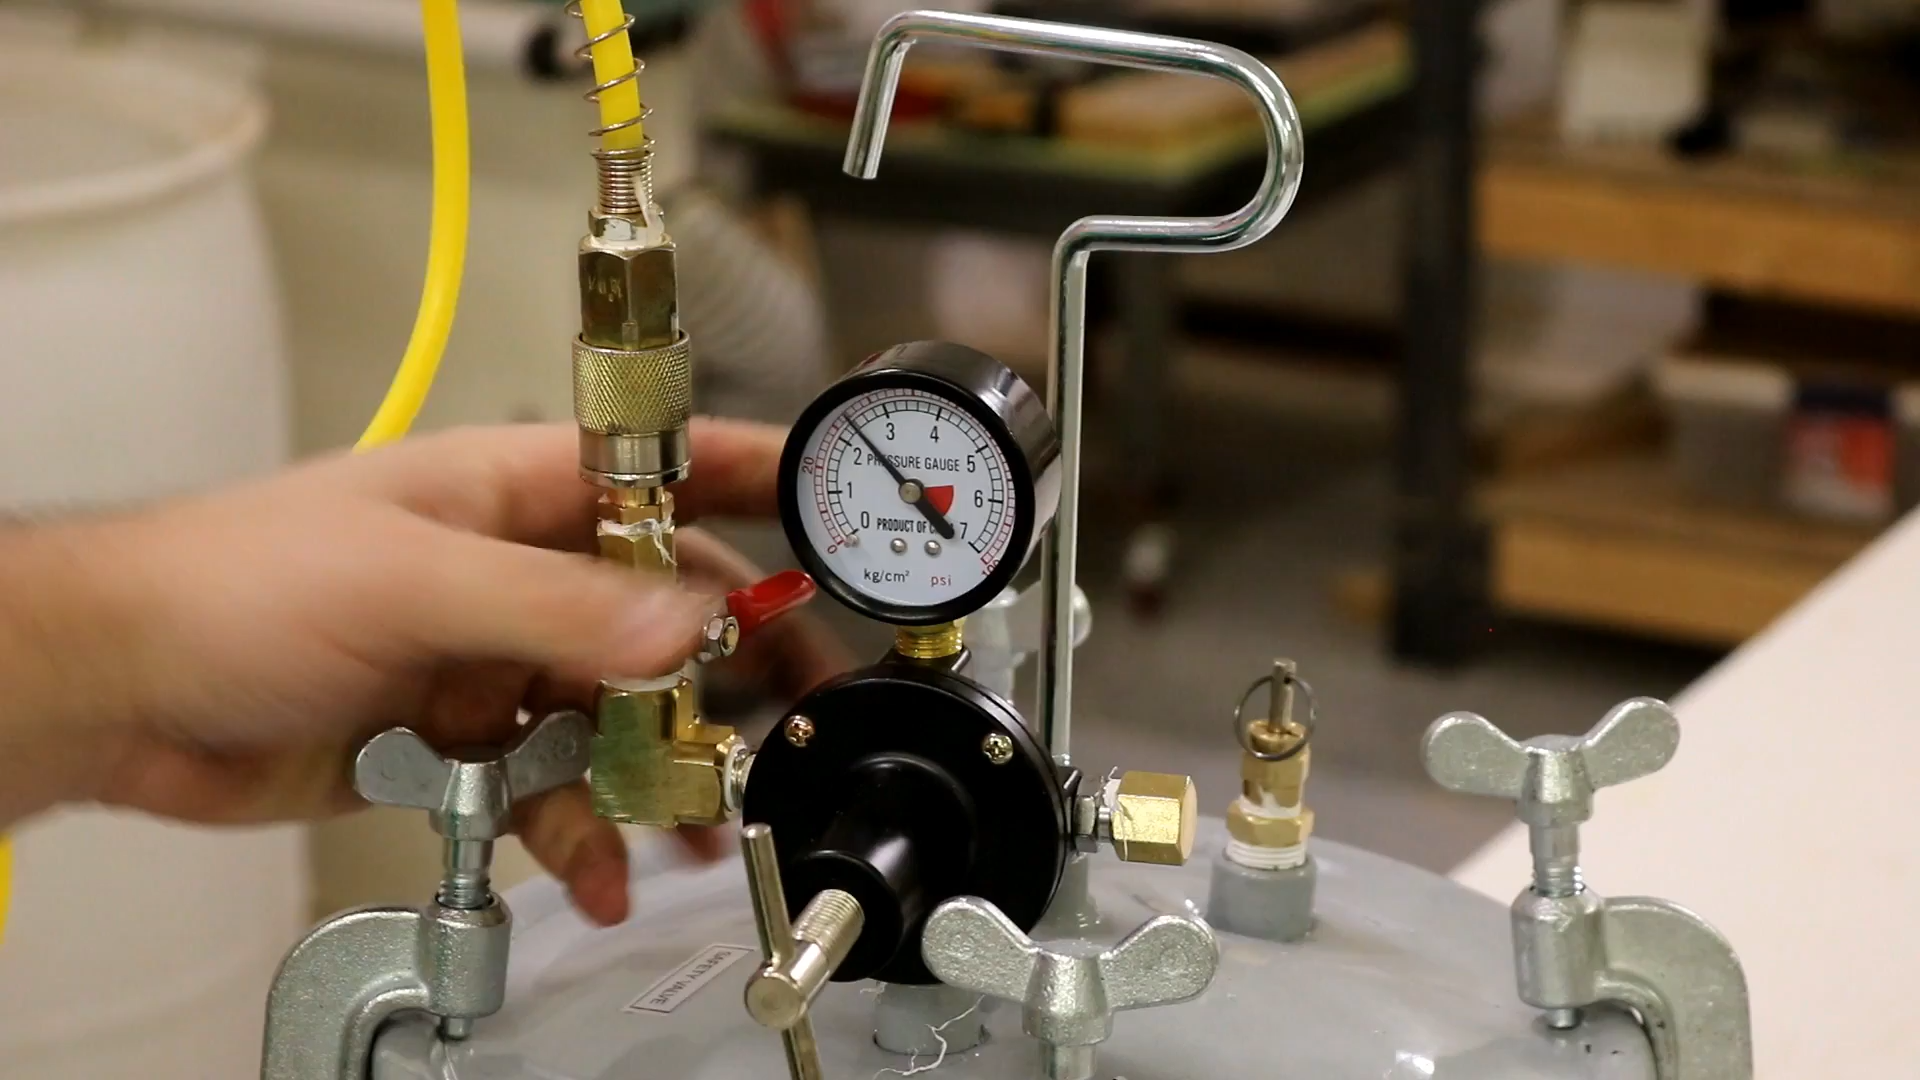 3 4
2 PRESSURE GAUGE 5
20
1 6
0 PRODUCT OF 7
0
100
kg/cm² psi
SAFETY VALVE